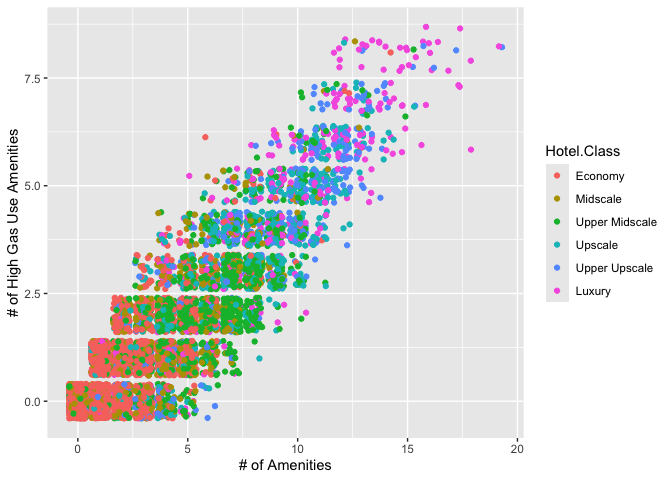 7.5
5.0
2.5
0.0
# of High Gas Use Amenities
0
5
10
15
20
# of Amenities
Hotel.Class
Economy
Midscale
Upper Midscale
Upscale
Upper Upscale
Luxury